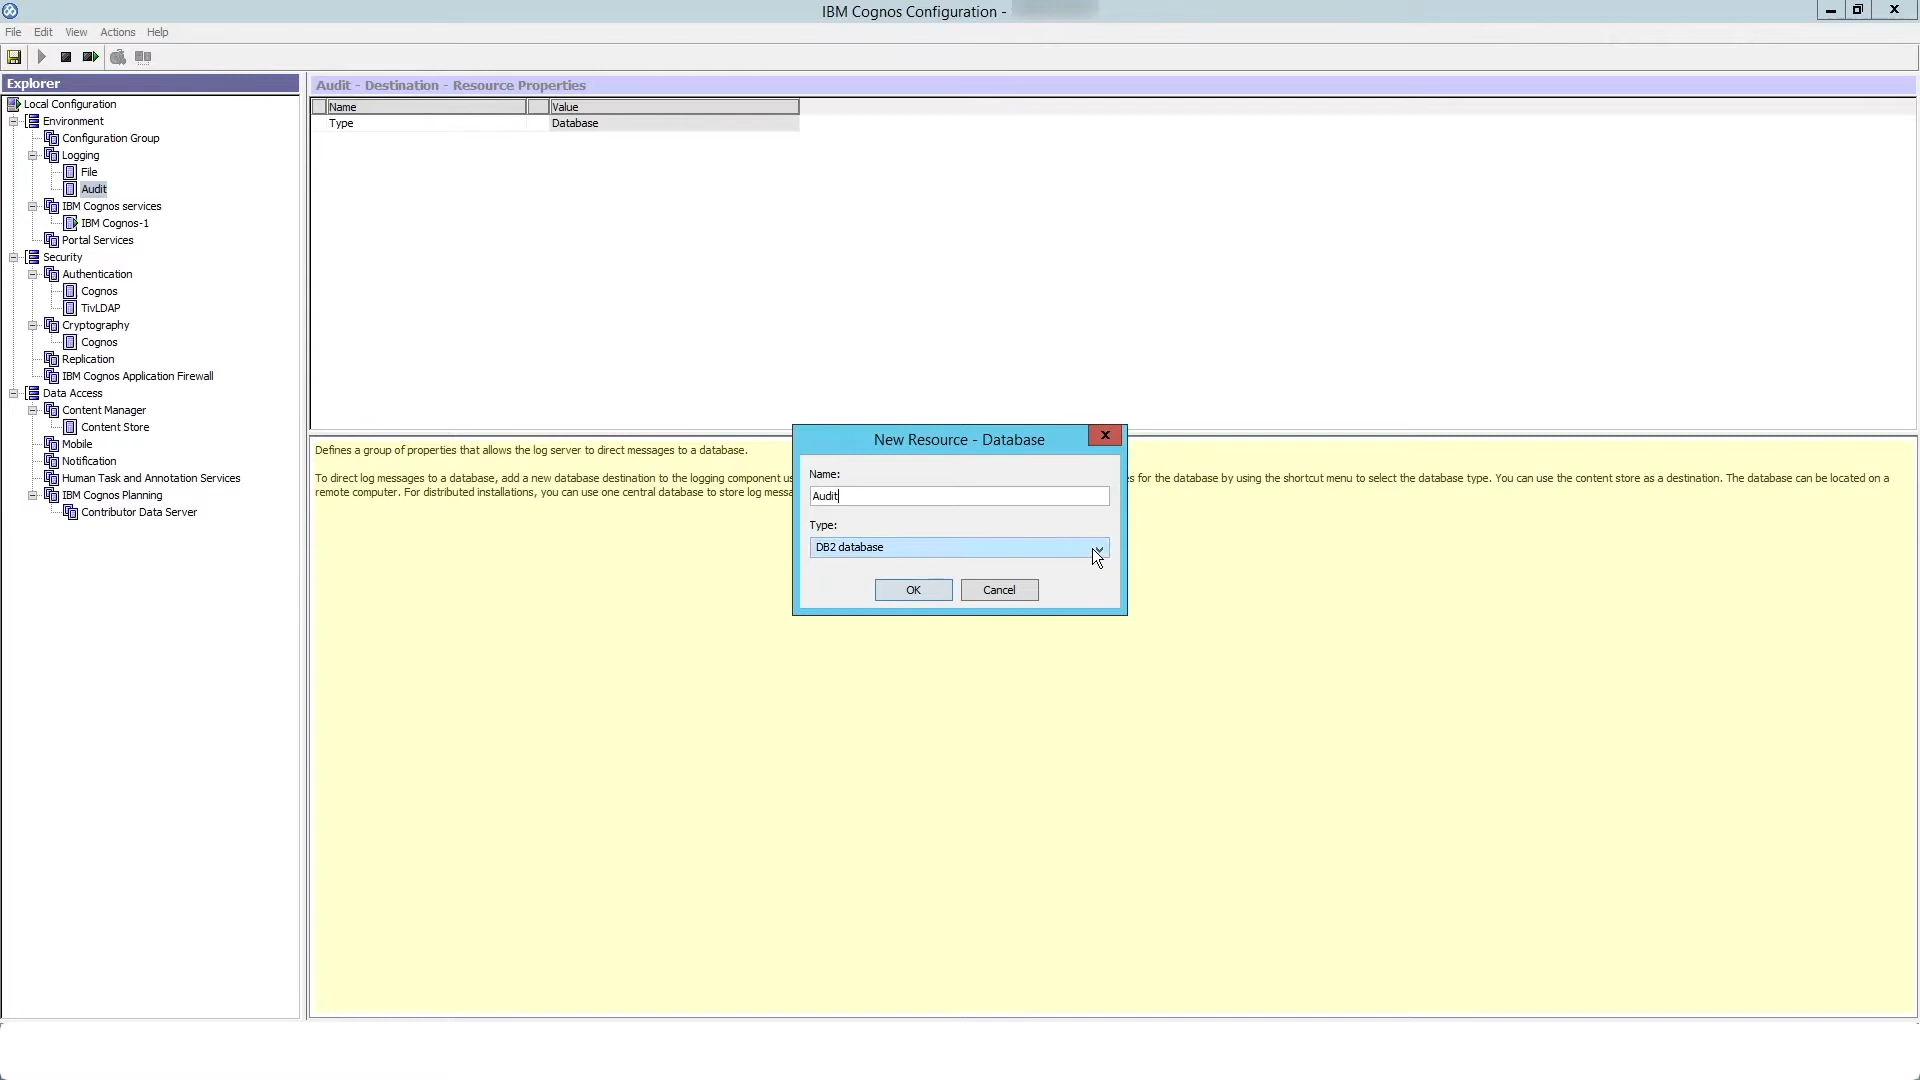 IBM Cognos Configuration -
File Edit View Actions Help
Explorer
Local Configuration
Environment
Configuration Group
Logging
File
Audit
IBM Cognos services
IBM Cognos-1
Portal Services
Security
Authentication
Cognos
TivLDAP
Cryptography
Cognos
Replication
IBM Cognos Application Firewall
Data Access
Content Manager
Content Store
Mobile
Notification
Human Task and Annotation Services
IBM Cognos Planning
Contributor Data Server
Audit - Destination - Resource Properties
Name Value
Type Database
Defines a group of properties that allows the log server to direct messages to a database.
To direct log messages to a database, add a new database destination to the logging component
for the database by using the shortcut menu to select the database type. You can use the content store as a destination. The database can be located on a
remote computer. For distributed installations, you can use one central database to store log
New Resource - Database
Name:
Audit
Type:
DB2 database
OK Cancel